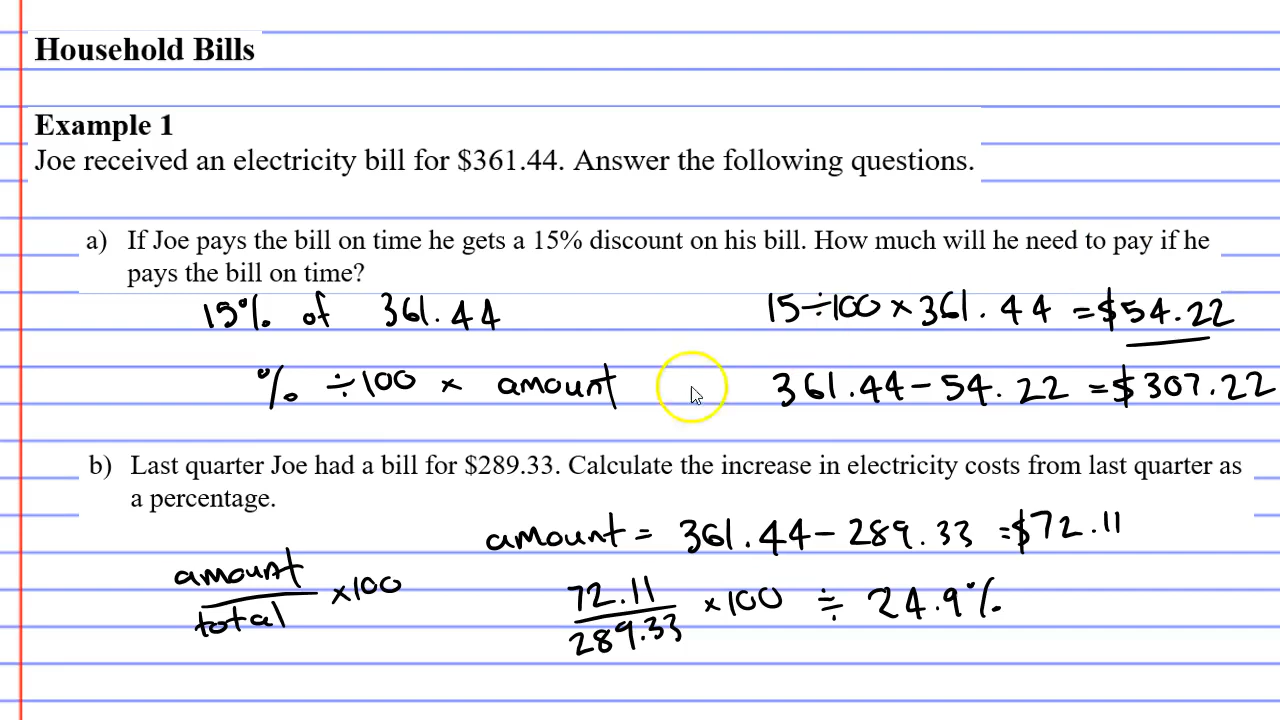 Household Bills
Example 1
Joe received an electricity bill for $361.44. Answer the following questions.
a) If Joe pays the bill on time he gets a 15% discount on his bill. How much will he need to pay if he
pays the bill on time?
15% of 361.44
15÷100 × 361.44 = $54.22
% ÷100 × amount
361.44 − 54.22 = $307.22
b) Last quarter Joe had a bill for $289.33. Calculate the increase in electricity costs from last quarter as
a percentage.
amount = 361.44 − 289.33 = $72.11
amount
total
×100
72.11
289.33
×100 ≑ 24.9%